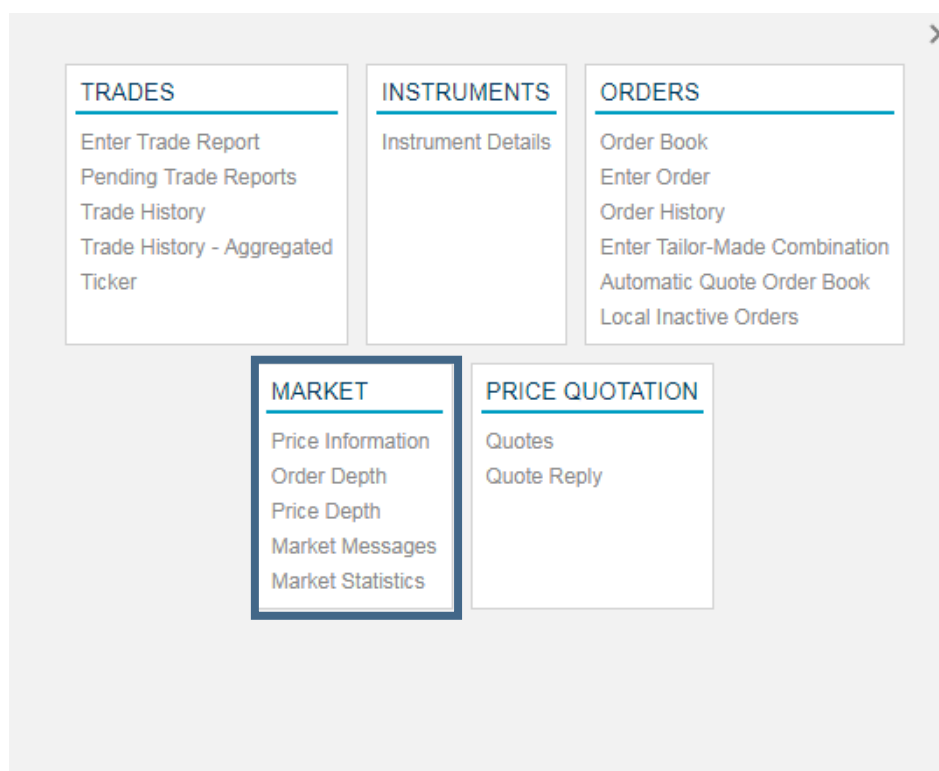 TRADES
Enter Trade Report
Pending Trade Reports
Trade History
Trade History - Aggregated
Ticker
INSTRUMENTS
Instrument Details
ORDERS
Order Book
Enter Order
Order History
Enter Tailor-Made Combination
Automatic Quote Order Book
Local Inactive Orders
MARKET
Price Information
Order Depth
Price Depth
Market Messages
Market Statistics
PRICE QUOTATION
Quotes
Quote Reply